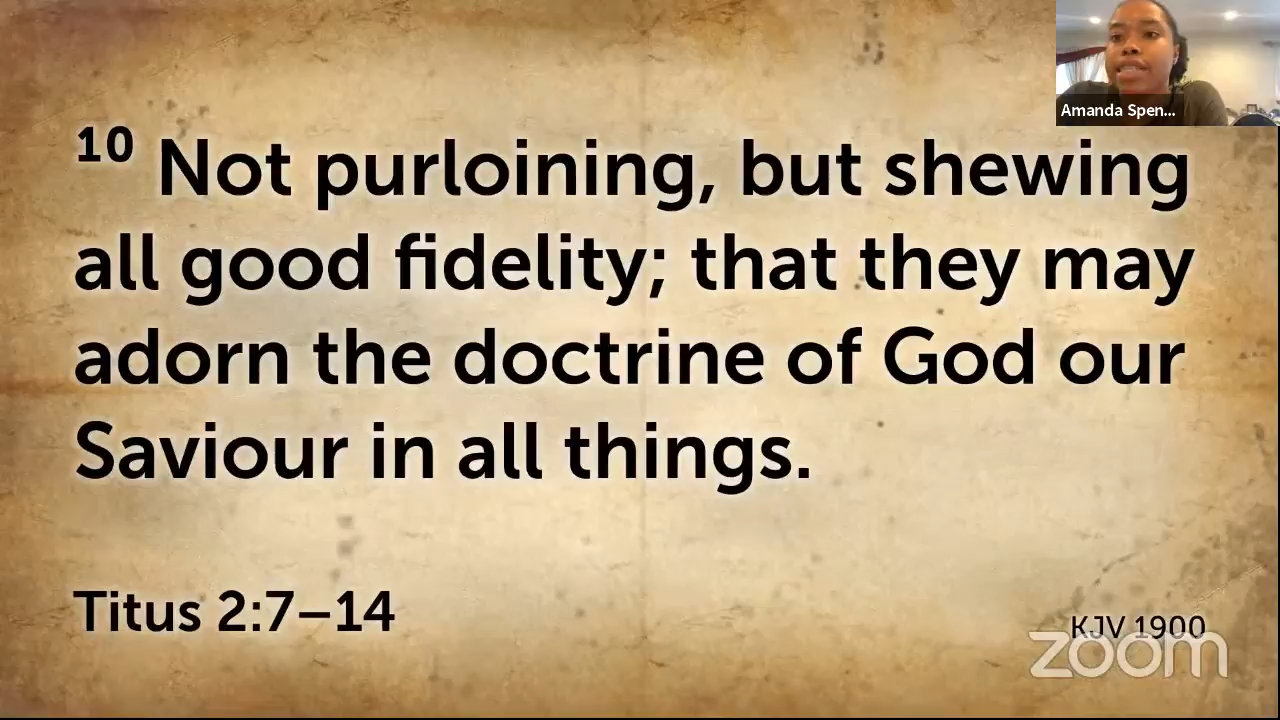 Amanda Spen...
10 Not purloining, but shewing
all good fidelity; that they may
adorn the doctrine of God our
Saviour in all things.
Titus 2:7–14
KJV 1900
zoom